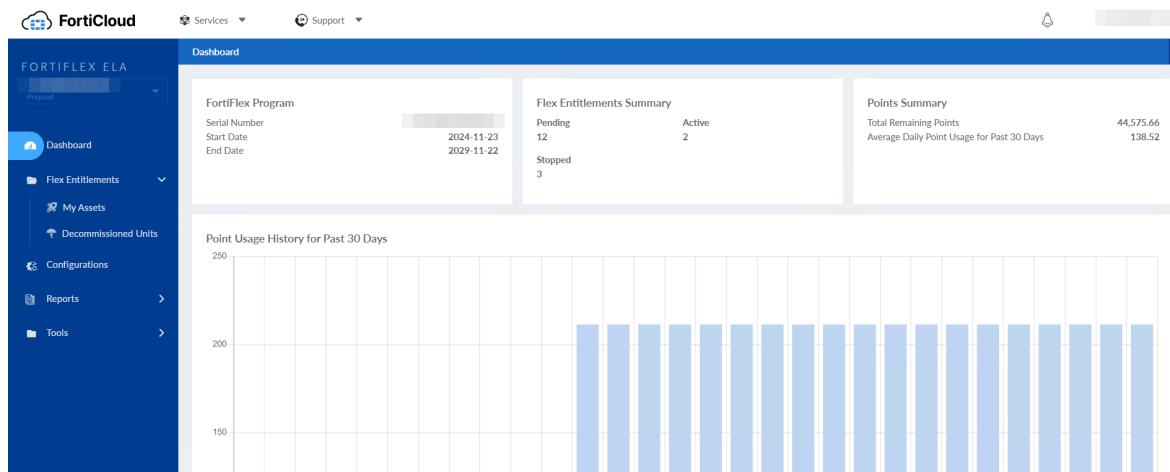 FortiCloud
Services
Support
FORTIFLEX ELA
Prepaid
Dashboard
Flex Entitlements
My Assets
Decommissioned Units
Configurations
Reports
Tools
Dashboard
FortiFlex Program
Serial Number
Start Date 2024-11-23
End Date 2029-11-22
Flex Entitlements Summary
Pending Active
12 2
Stopped
3
Points Summary
Total Remaining Points 44,575.66
Average Daily Point Usage for Past 30 Days 138.52
Point Usage History for Past 30 Days
250
200
150